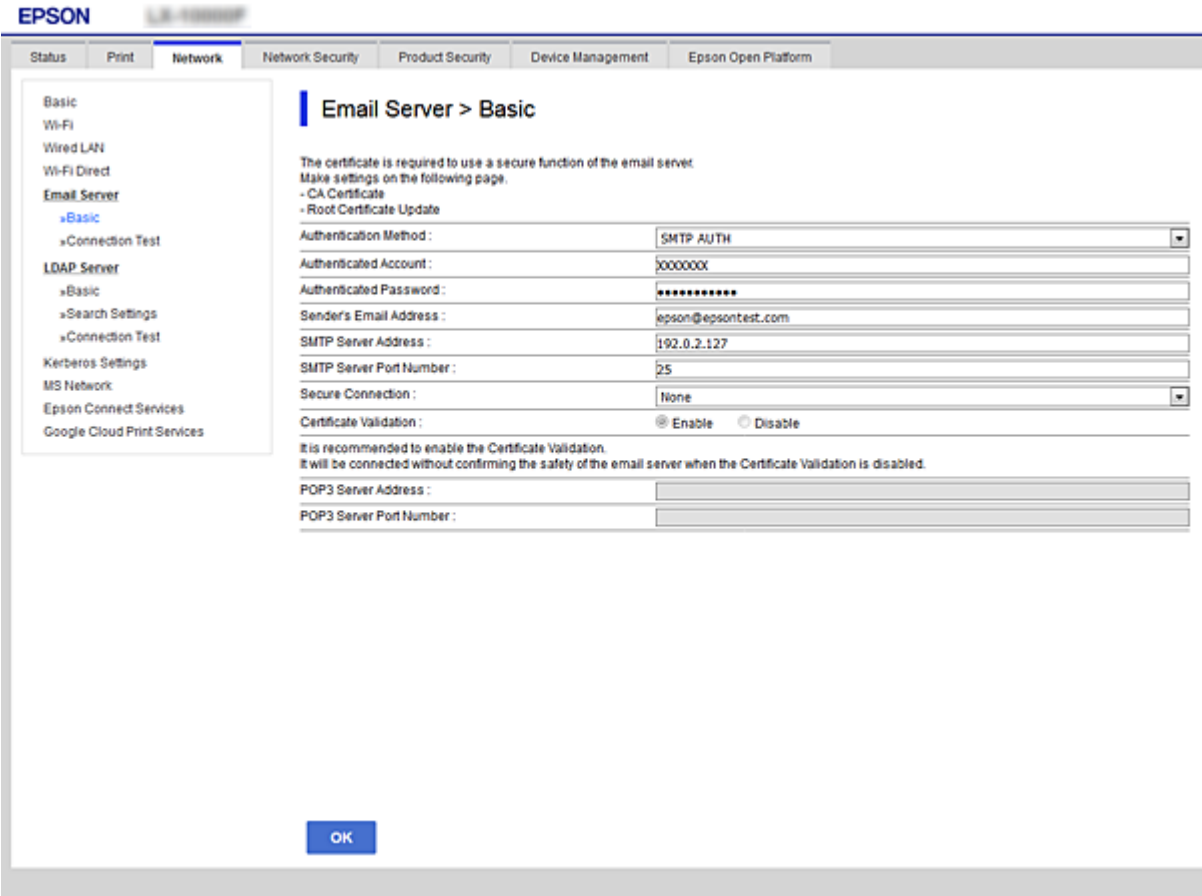 EPSON
Status Print Network Network Security Product Security Device Management Epson Open Platform
Basic
Wi-Fi
Wired LAN
Wi-Fi Direct
Email Server
»Basic
»Connection Test
LDAP Server
»Basic
»Search Settings
»Connection Test
Kerberos Settings
MS Network
Epson Connect Services
Google Cloud Print Services
Email Server > Basic
The certificate is required to use a secure function of the email server.
Make settings on the following page.
- CA Certificate
- Root Certificate Update
Authentication Method : SMTP AUTH
Authenticated Account : XXXXXXX
Authenticated Password : •••••••••••
Sender's Email Address : epson@epsontest.com
SMTP Server Address : 192.0.2.127
SMTP Server Port Number : 25
Secure Connection : None
Certificate Validation : Enable Disable
It is recommended to enable the Certificate Validation.
It will be connected without confirming the safety of the email server when the Certificate Validation is disabled.
POP3 Server Address :
POP3 Server Port Number :
OK